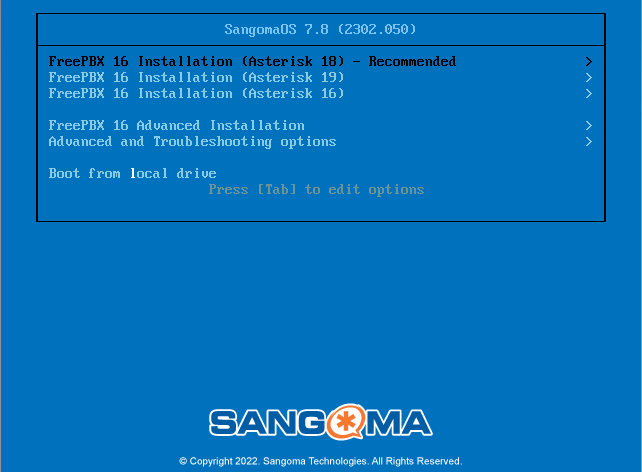 SangomaOS 7.8 (2302.050)
FreePBX 16 Installation (Asterisk 18) - Recommended >
FreePBX 16 Installation (Asterisk 19) >
FreePBX 16 Installation (Asterisk 16) >
FreePBX 16 Advanced Installation >
Advanced and Troubleshooting options >
Boot from local drive
Press [Tab] to edit options
SANGOMA
© Copyright 2022. Sangoma Technologies. All Rights Reserved.